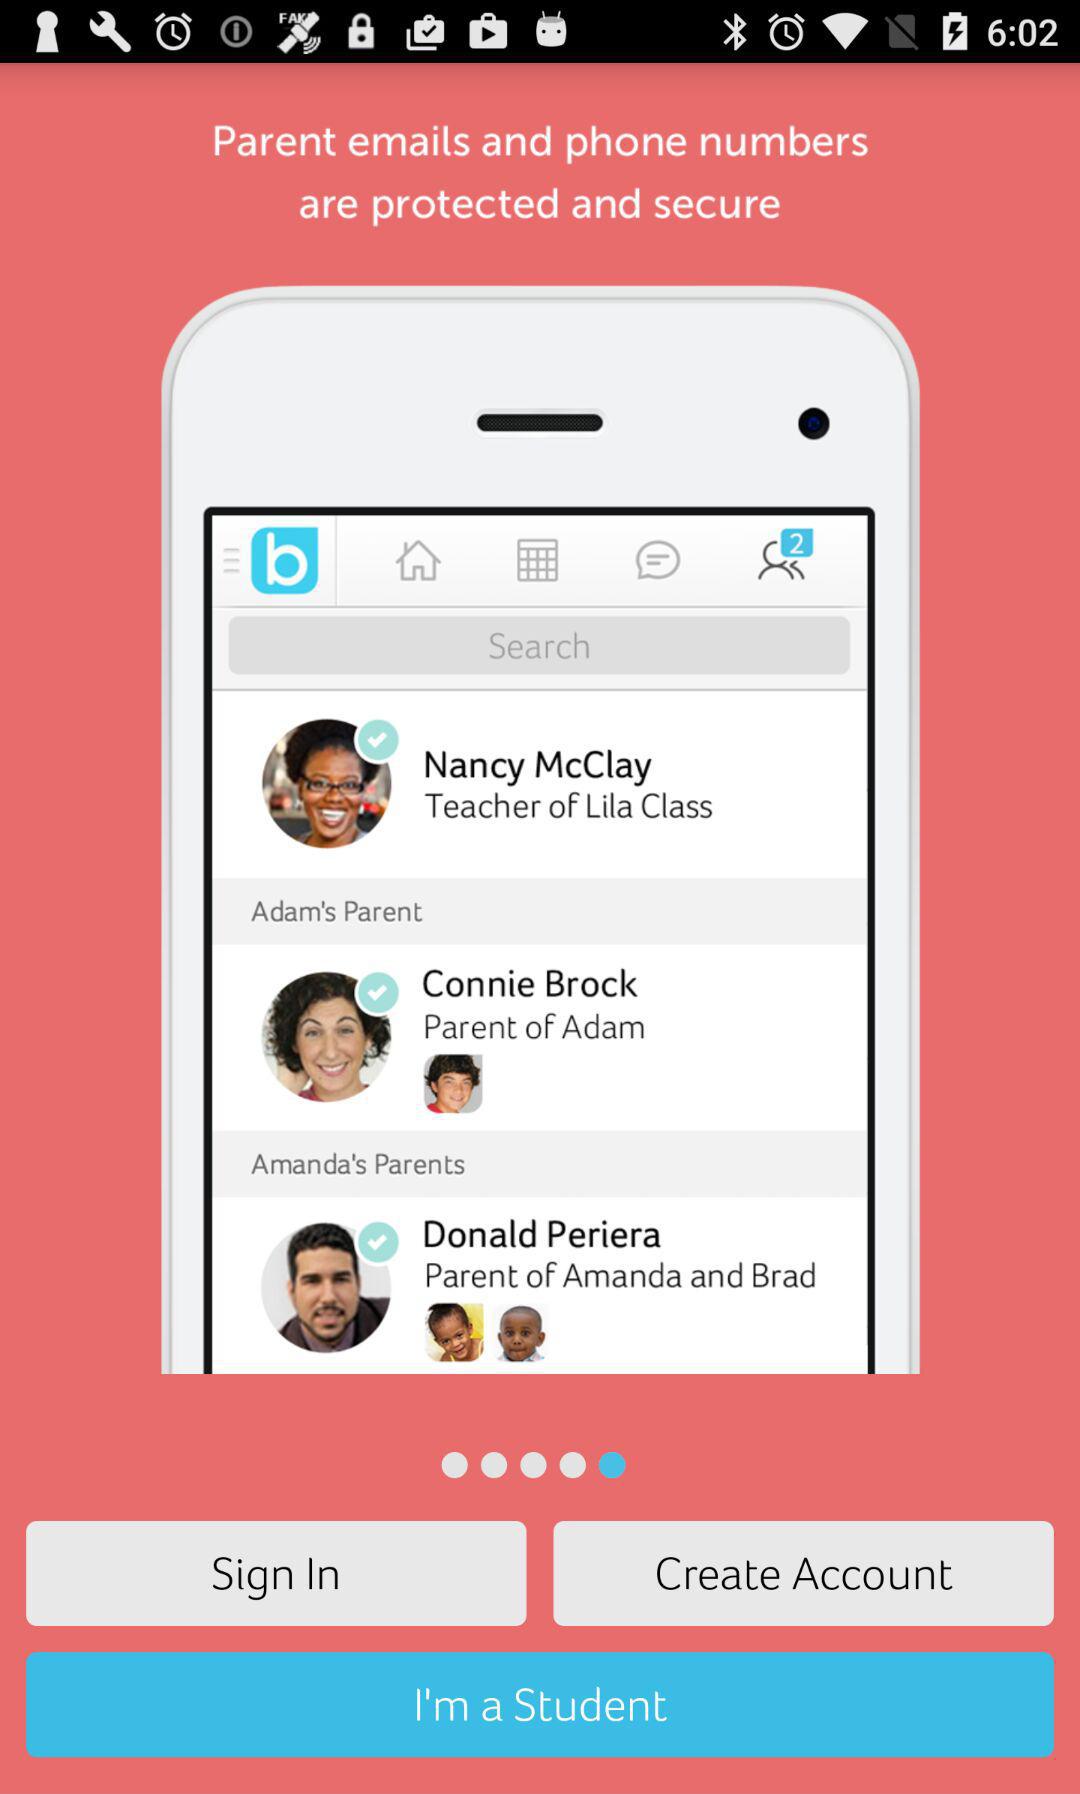 FAKE
6:02
Parent emails and phone numbers
are protected and secure
b
2
Search
Nancy McClay
Teacher of Lila Class
Adam's Parent
Connie Brock
Parent of Adam
Amanda's Parents
Donald Periera
Parent of Amanda and Brad
Sign In
Create Account
I'm a Student